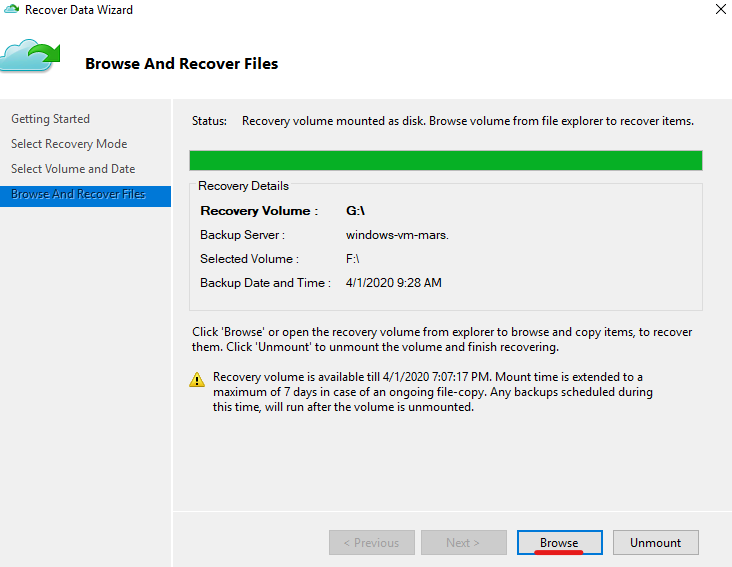 Recover Data Wizard
Browse And Recover Files
Getting Started
Select Recovery Mode
Select Volume and Date
Browse And Recover Files
Status: Recovery volume mounted as disk. Browse volume from file explorer to recover items.
Recovery Details
Recovery Volume : G:\
Backup Server : windows-vm-mars.
Selected Volume : F:\
Backup Date and Time : 4/1/2020 9:28 AM
Click 'Browse' or open the recovery volume from explorer to browse and copy items, to recover
them. Click 'Unmount' to unmount the volume and finish recovering.
Recovery volume is available till 4/1/2020 7:07:17 PM. Mount time is extended to a
maximum of 7 days in case of an ongoing file-copy. Any backups scheduled during
this time, will run after the volume is unmounted.
< Previous Next > Browse Unmount